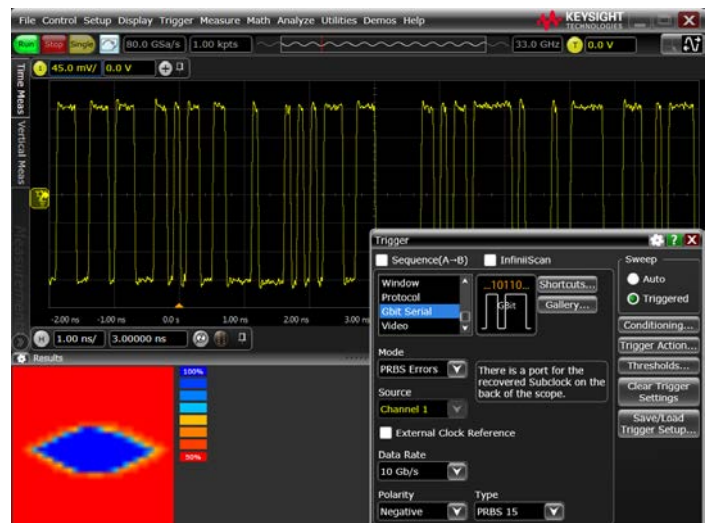 File Control Setup Display Trigger Measure Math Analyze Utilities Demos Help
KEYSIGHT
TECHNOLOGIES
Run Stop Single 80.0 GSa/s 1.00 kpts 33.0 GHz T 0.0 V
1 45.0 mV/ 0.0 V
Time Meas
Vertical Meas
Measurements
-2.00 ns -1.00 ns 0.0 s 1.00 ns 2.00 ns 3.00 ns
H 1.00 ns/ 3.00000 ns
Results
100%
50%
Trigger ? X
Sequence(A→B) InfiniiScan
Window
Protocol
Gbit Serial
Video
...10110...
GBit
Shortcuts...
Gallery...
Mode
PRBS Errors
There is a port for the
recovered Subclock on the
back of the scope.
Source
Channel 1
External Clock Reference
Data Rate
10 Gb/s
Polarity Type
Negative PRBS 15
Sweep
Auto
Triggered
Conditioning...
Trigger Action...
Thresholds...
Clear Trigger
Settings
Save/Load
Trigger Setup...